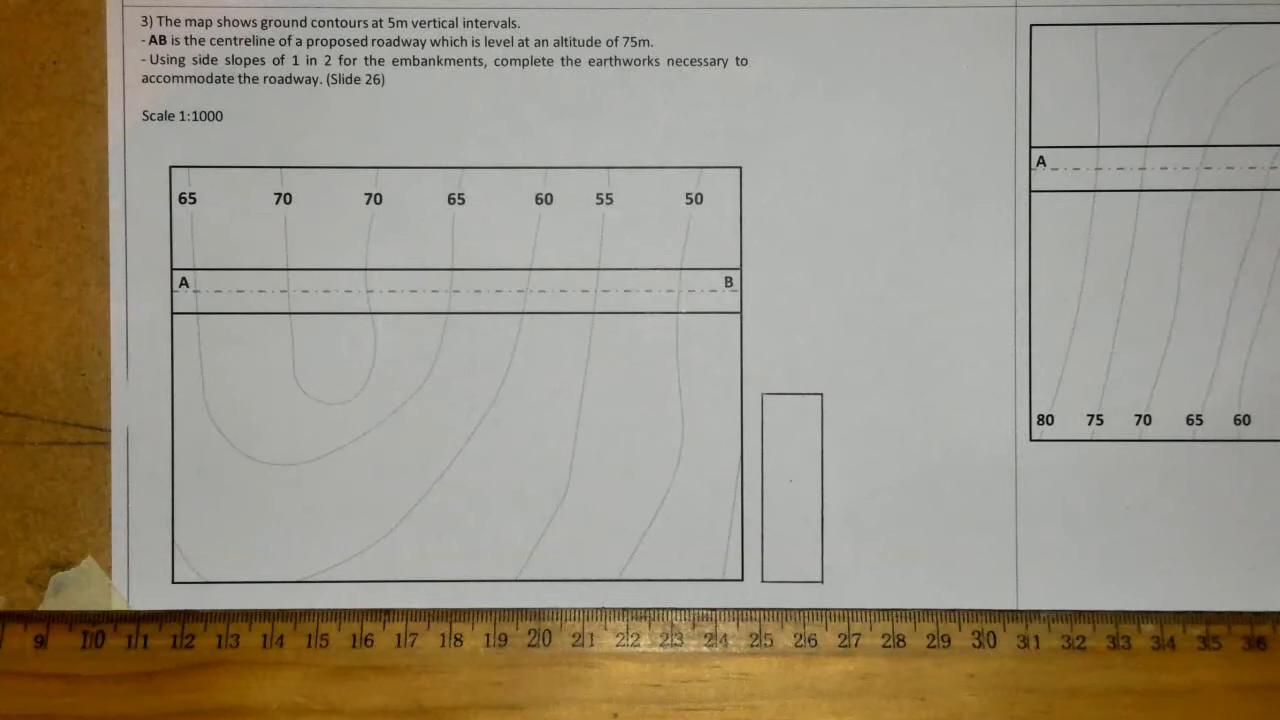 3) The map shows ground contours at 5m vertical intervals.
- AB is the centreline of a proposed roadway which is level at an altitude of 75m.
- Using side slopes of 1 in 2 for the embankments, complete the earthworks necessary to
accommodate the roadway. (Slide 26)
Scale 1:1000
65 70 70 65 60 55 50
A B
A
80 75 70 65 60
9 10 11 12 13 14 15 16 17 18 19 20 21 22 23 24 25 26 27 28 29 30 31 32 33 34 35 36